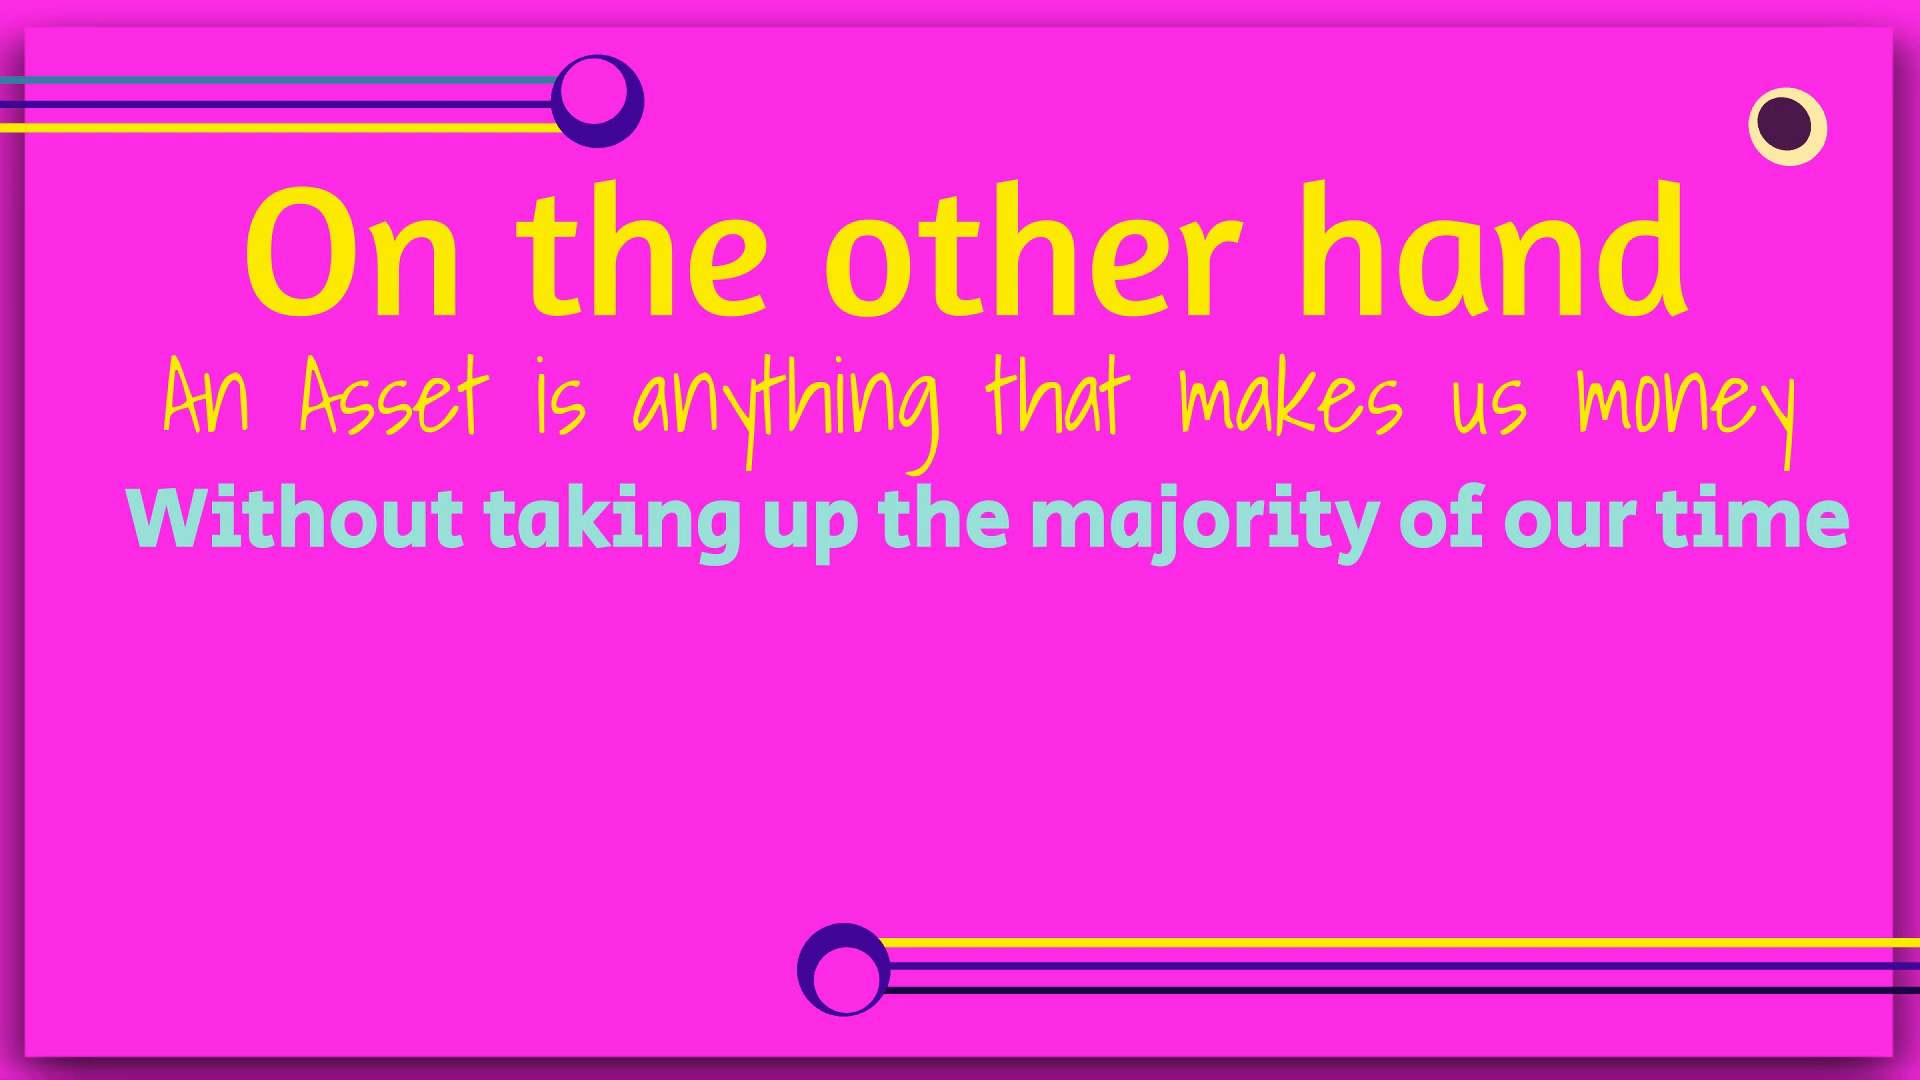 On the other hand
An Asset is anything that makes us money
Without taking up the majority of our time